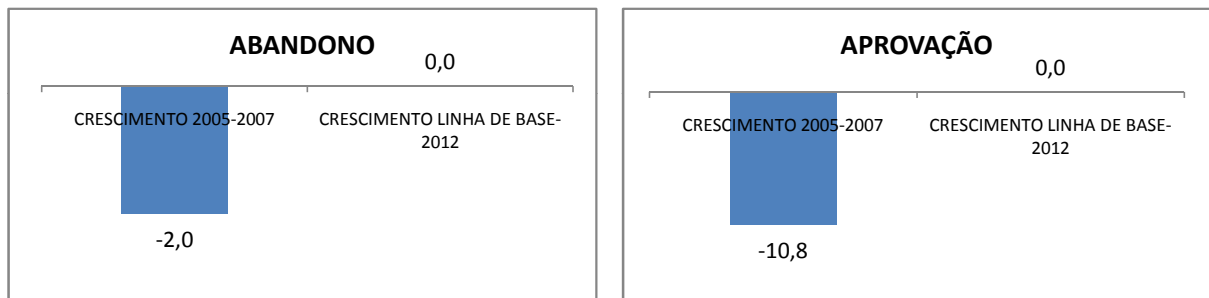 ABANDONO
0,0
CRESCIMENTO 2005-2007
CRESCIMENTO LINHA DE BASE-
2012
-2,0
APROVAÇÃO
0,0
CRESCIMENTO 2005-2007
CRESCIMENTO LINHA DE BASE-
2012
-10,8